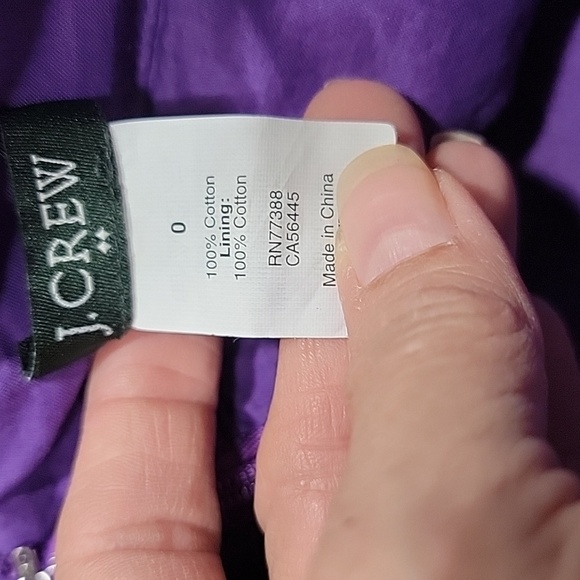 J.CREW
0
100% Cotton
Lining:
100% Cotton
RN77388
CA56445
Made in China